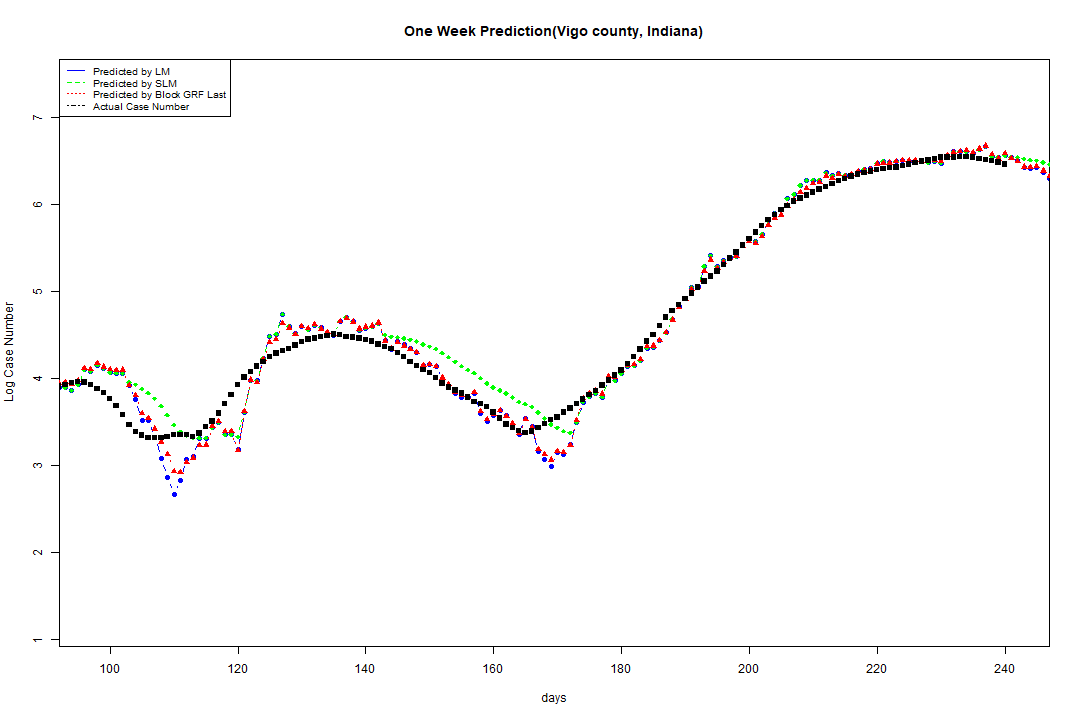 One Week Prediction(Vigo county, Indiana)
Predicted by LM
Predicted by SLM
Predicted by Block GRF Last
Actual Case Number
Log Case Number
7
6
5
4
3
2
1
100 120 140 160 180 200 220 240
days